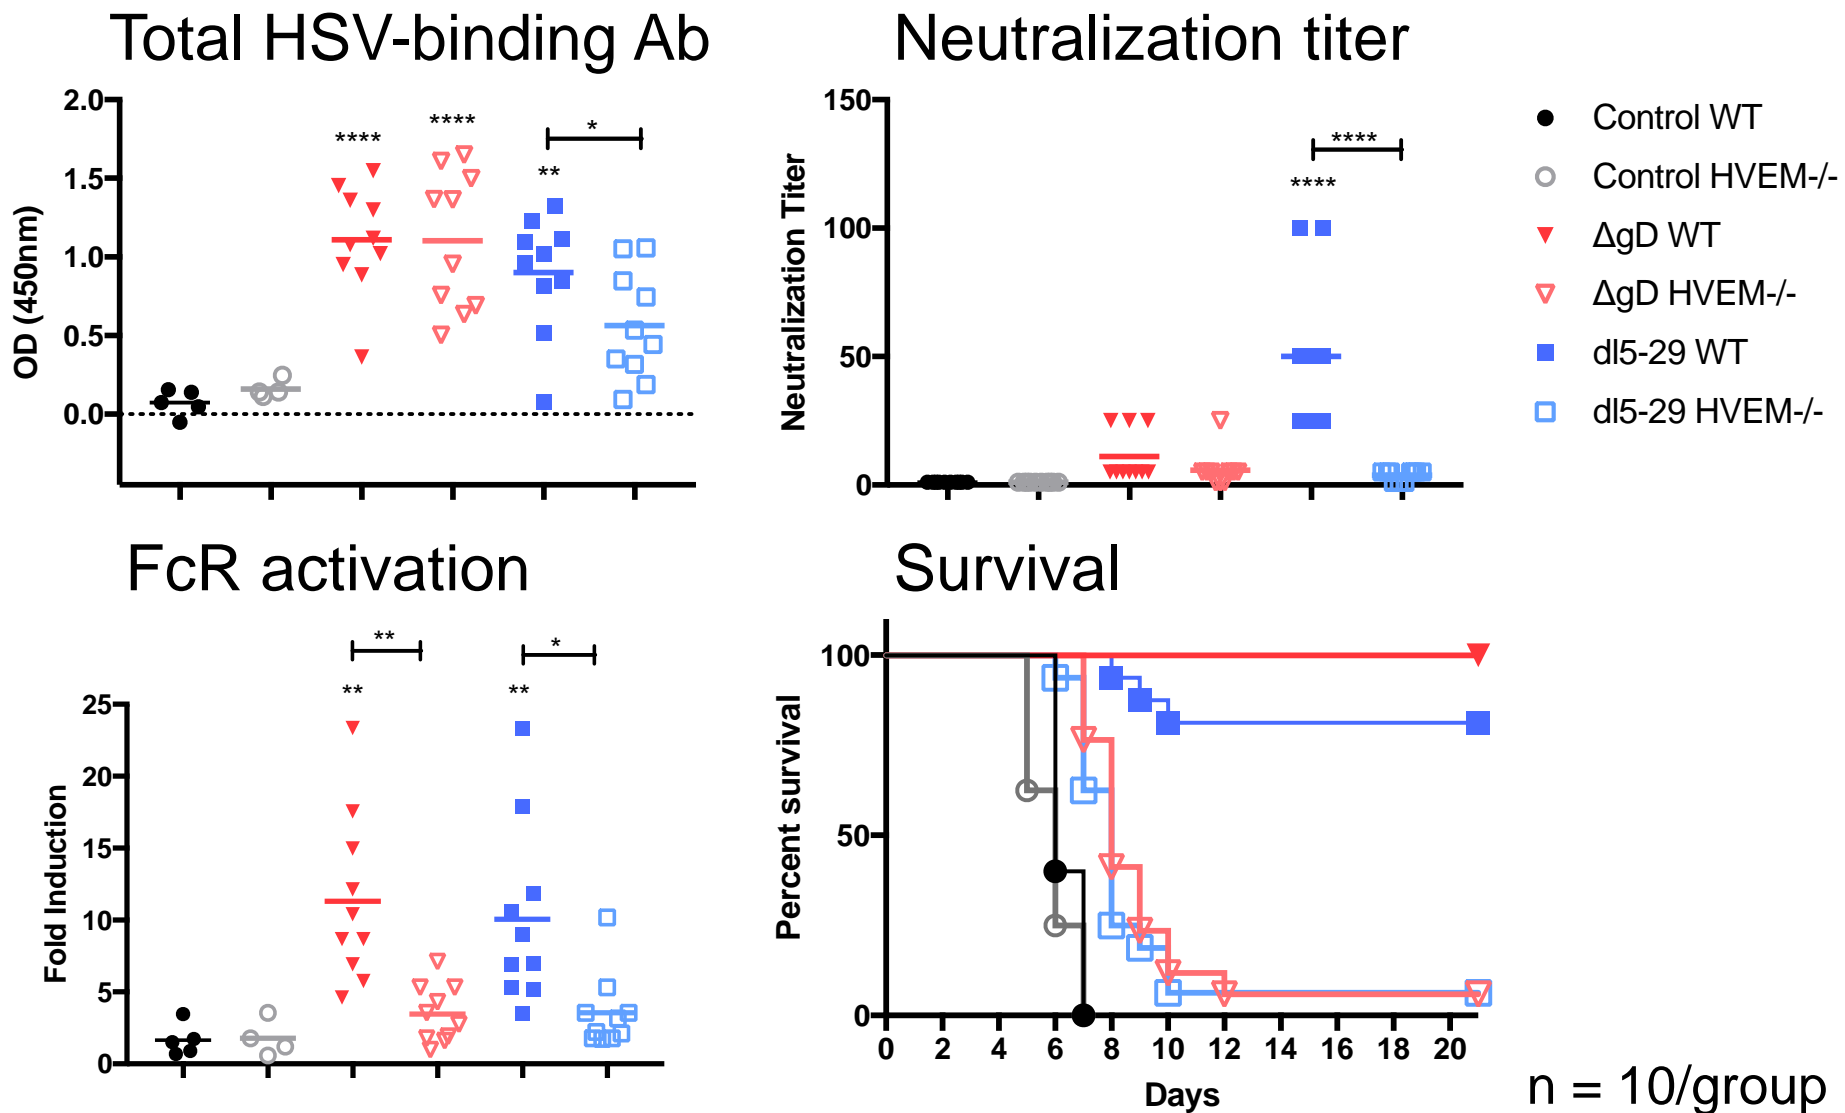 Total HSV-binding Ab
OD (450nm)
2.0
1.5
1.0
0.5
0.0
****
****
**
*
Neutralization titer
Neutralization Titer
150
100
50
0
****
****
Control WT
Control HVEM-/-
ΔgD WT
ΔgD HVEM-/-
dl5-29 WT
dl5-29 HVEM-/-
FcR activation
Fold Induction
25
20
15
10
5
0
**
**
**
*
Survival
Percent survival
100
50
0
0 2 4 6 8 10 12 14 16 18 20
Days
n = 10/group